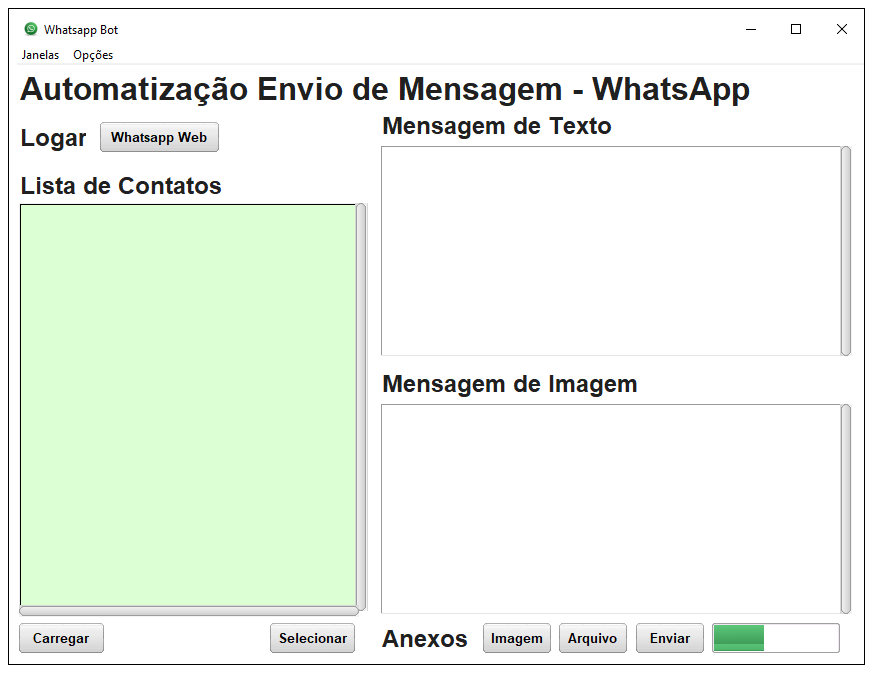 Whatsapp Bot
Janelas Opções
Automatização Envio de Mensagem - WhatsApp
Logar Whatsapp Web
Lista de Contatos
Mensagem de Texto
Mensagem de Imagem
Carregar Selecionar
Anexos Imagem Arquivo Enviar